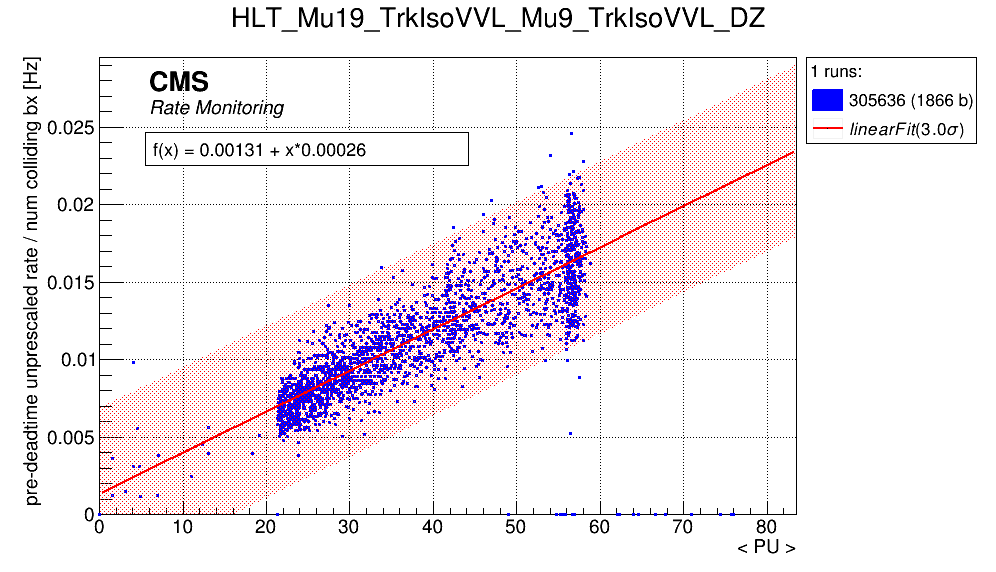 HLT_Mu19_TrkIsoVVL_Mu9_TrkIsoVVL_DZ
pre-deadtime unprescaled rate / num colliding bx [Hz]
CMS
Rate Monitoring
f(x) = 0.00131 + x*0.00026
1 runs:
305636 (1866 b)
linearFit(3.0σ)
0.025
0.02
0.015
0.01
0.005
0
0 10 20 30 40 50 60 70 80
< PU >